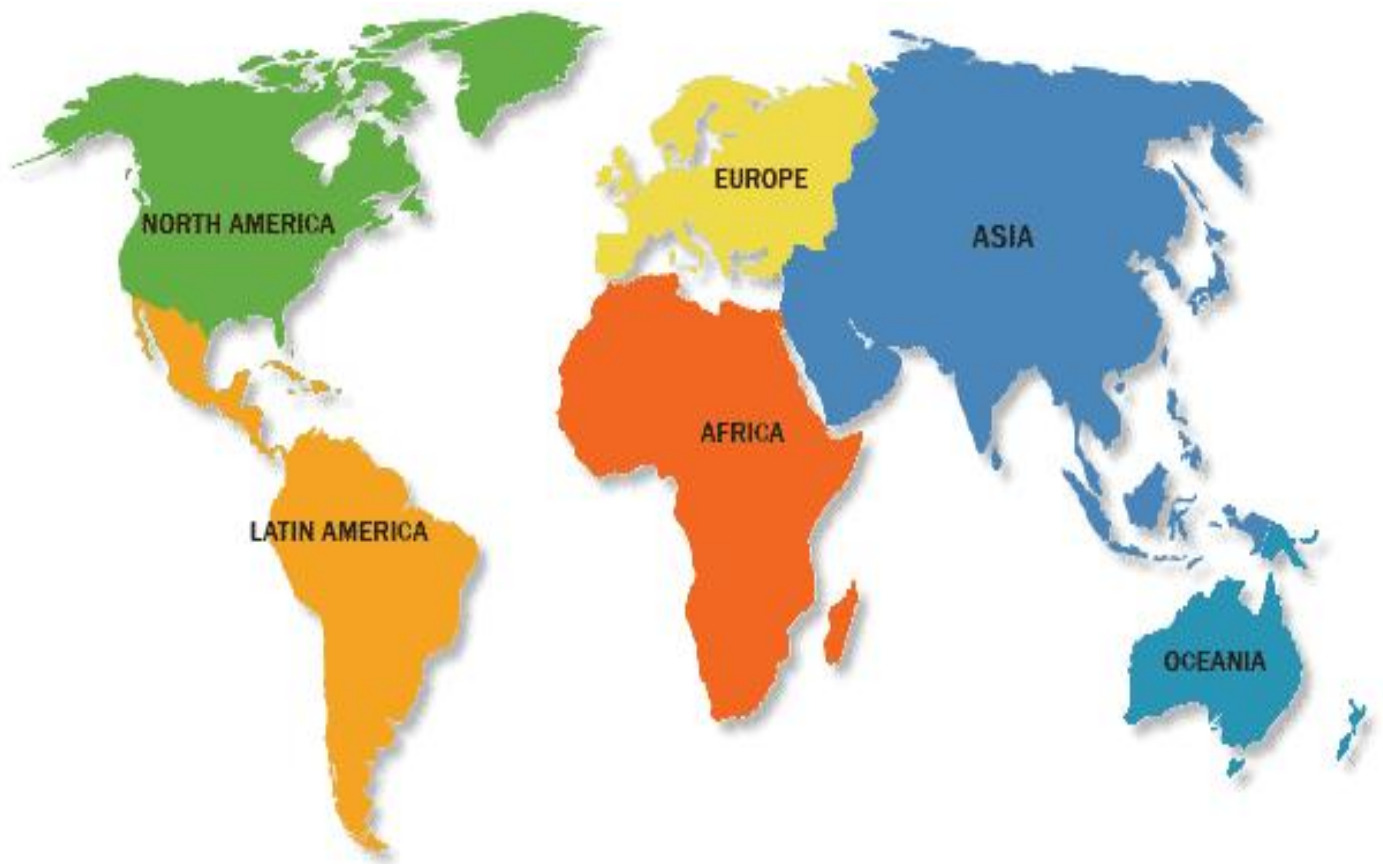 EUROPE
NORTH AMERICA
ASIA
AFRICA
LATIN AMERICA
OCEANIA